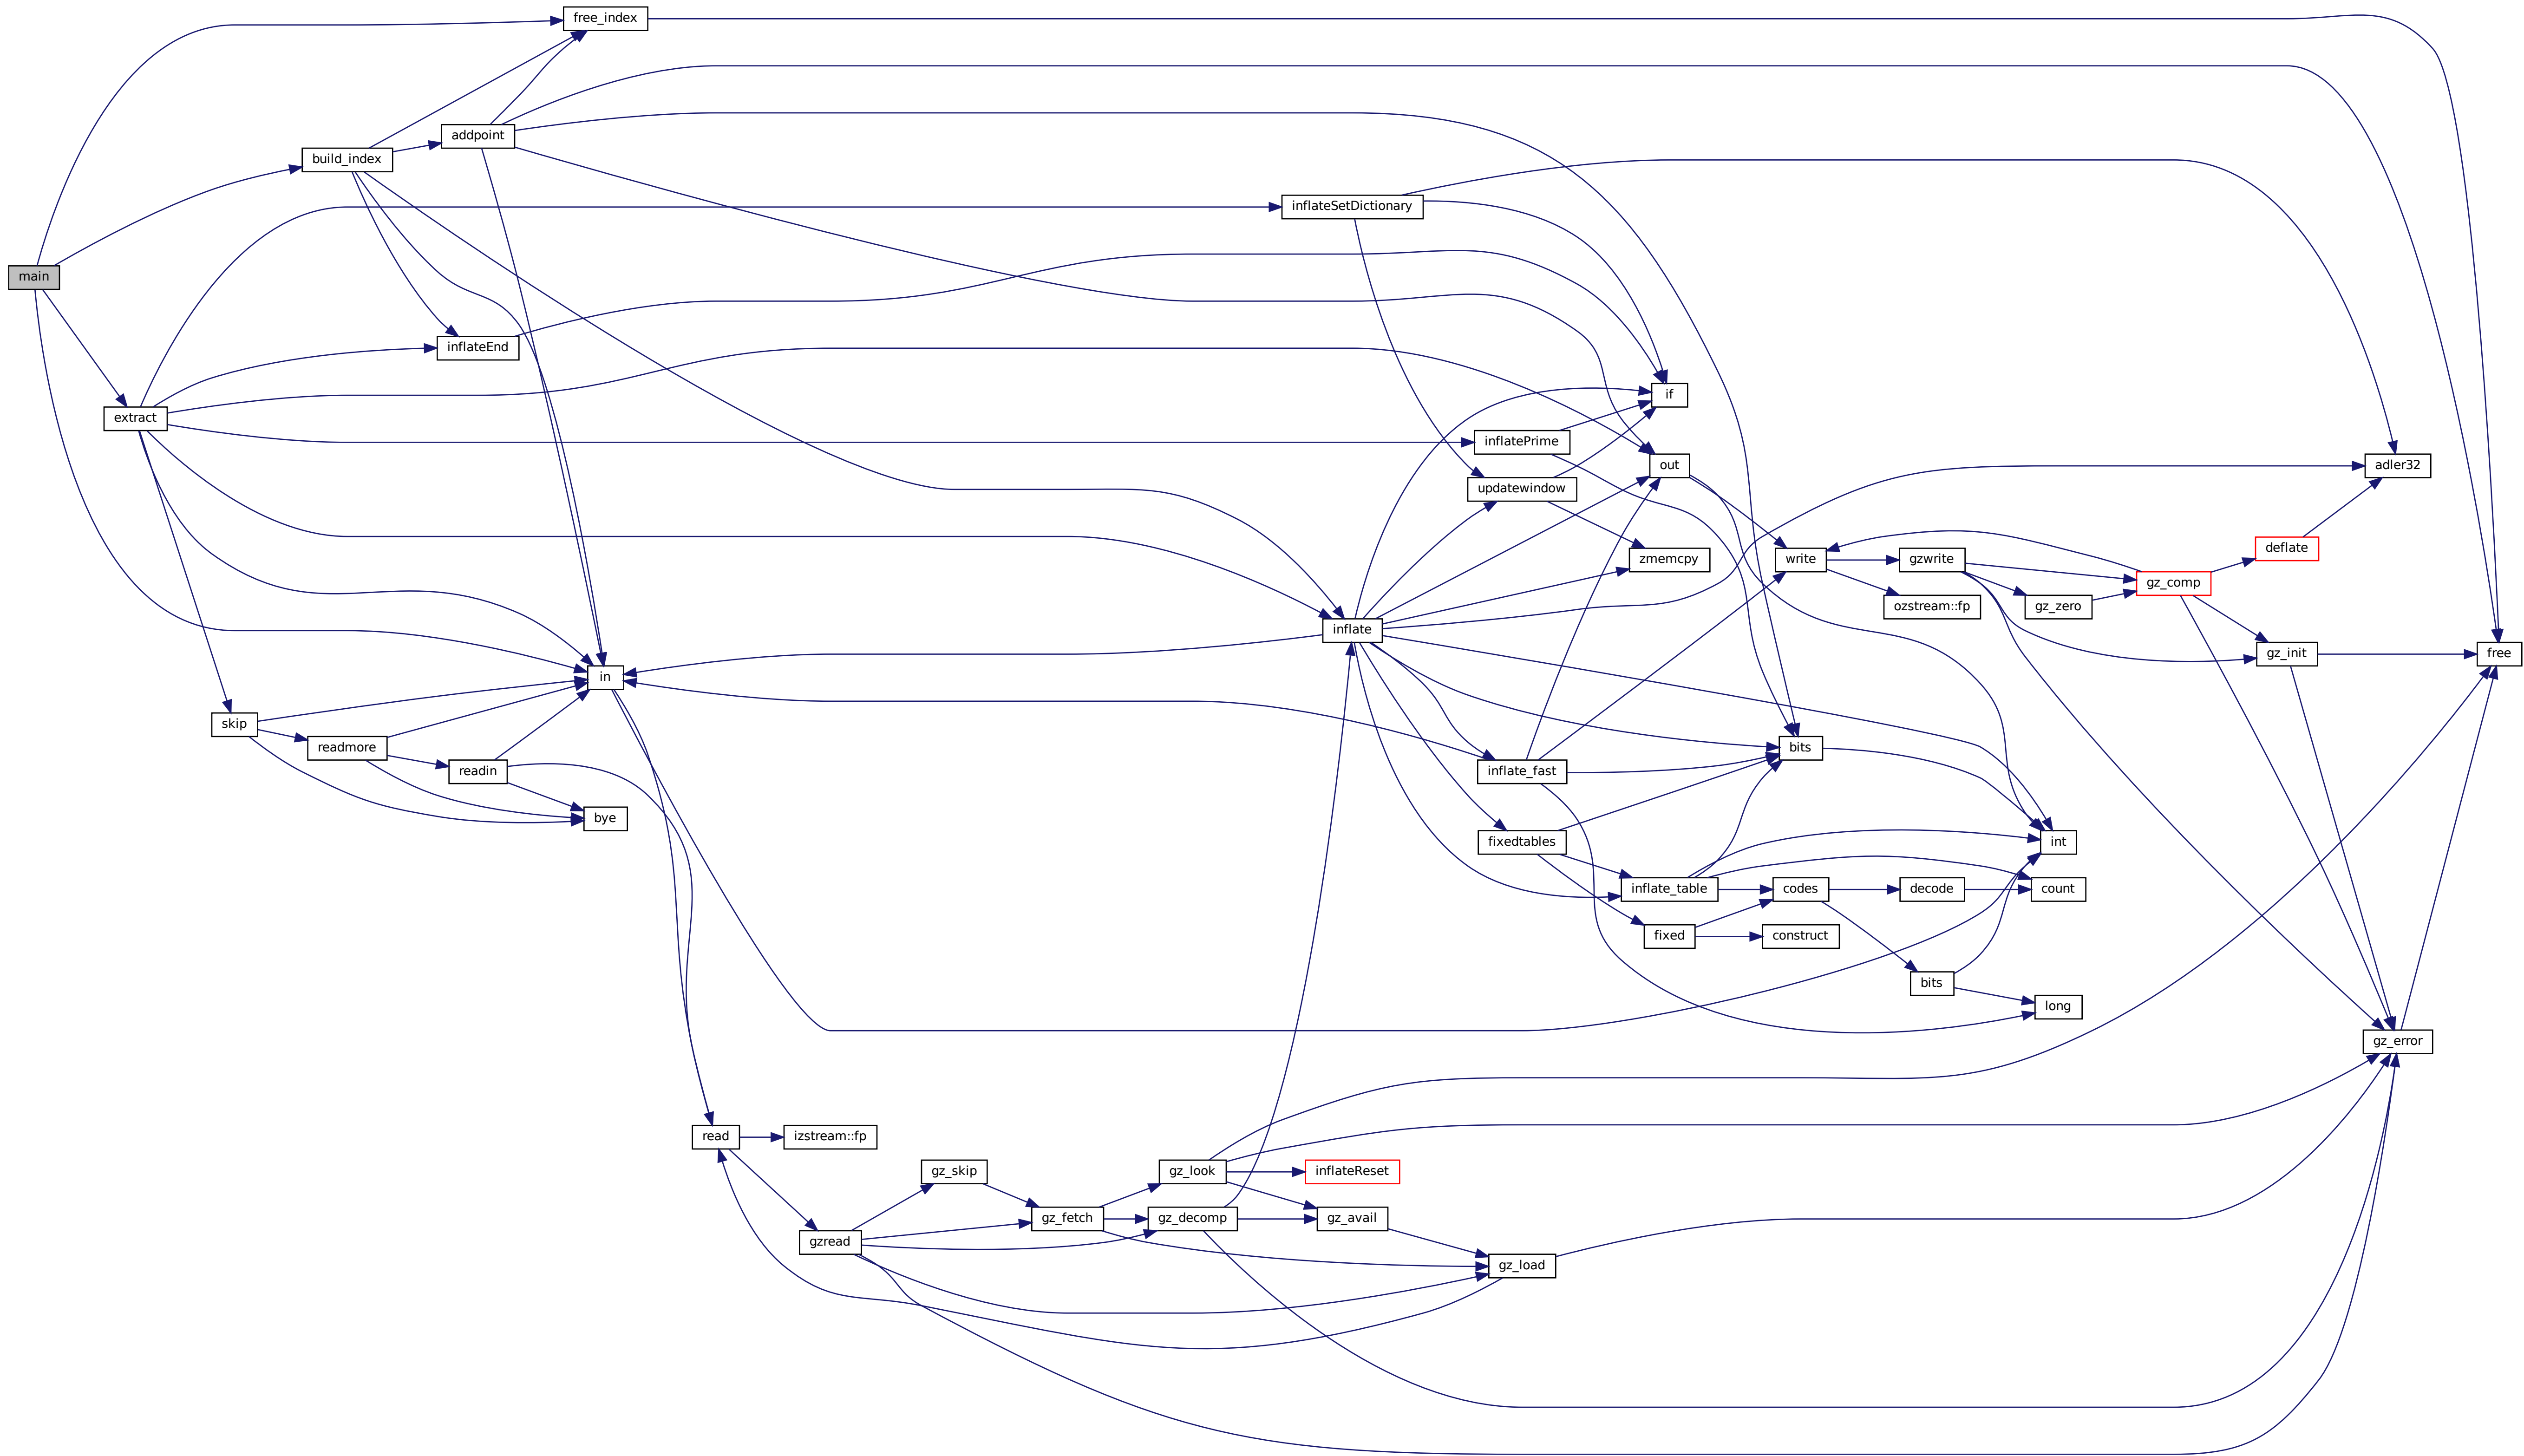 free_index
addpoint
build_index
inflateSetDictionary
main
inflateEnd
if
extract
inflatePrime
out
adler32
updatewindow
deflate
zmemcpy
write
gzwrite
gz_comp
ozstream::fp
gz_zero
inflate
gz_init
free
in
skip
readmore
bits
readin
inflate_fast
bye
fixedtables
int
inflate_table
codes
decode
count
fixed
construct
bits
long
gz_error
read
izstream::fp
gz_skip
gz_look
inflateReset
gz_fetch
gz_decomp
gz_avail
gzread
gz_load